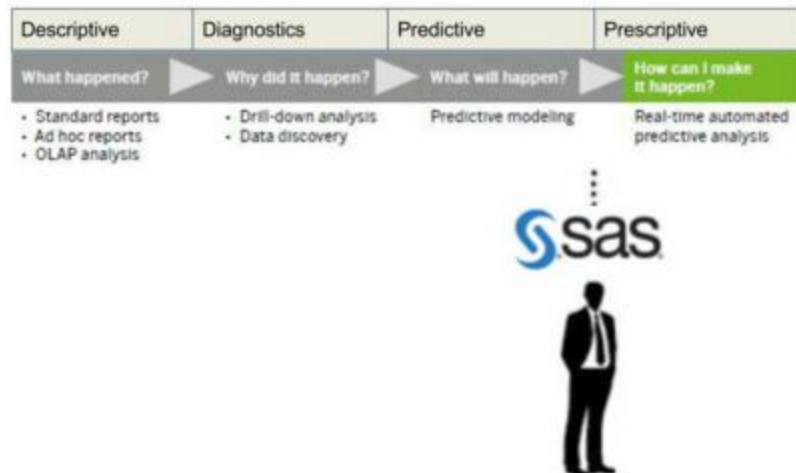 Descriptive Diagnostics Predictive Prescriptive
What happened? Why did it happen? What will happen? How can I make it happen?
• Standard reports
• Ad hoc reports
• OLAP analysis
• Drill-down analysis
• Data discovery
Predictive modeling
Real-time automated
predictive analysis
sas